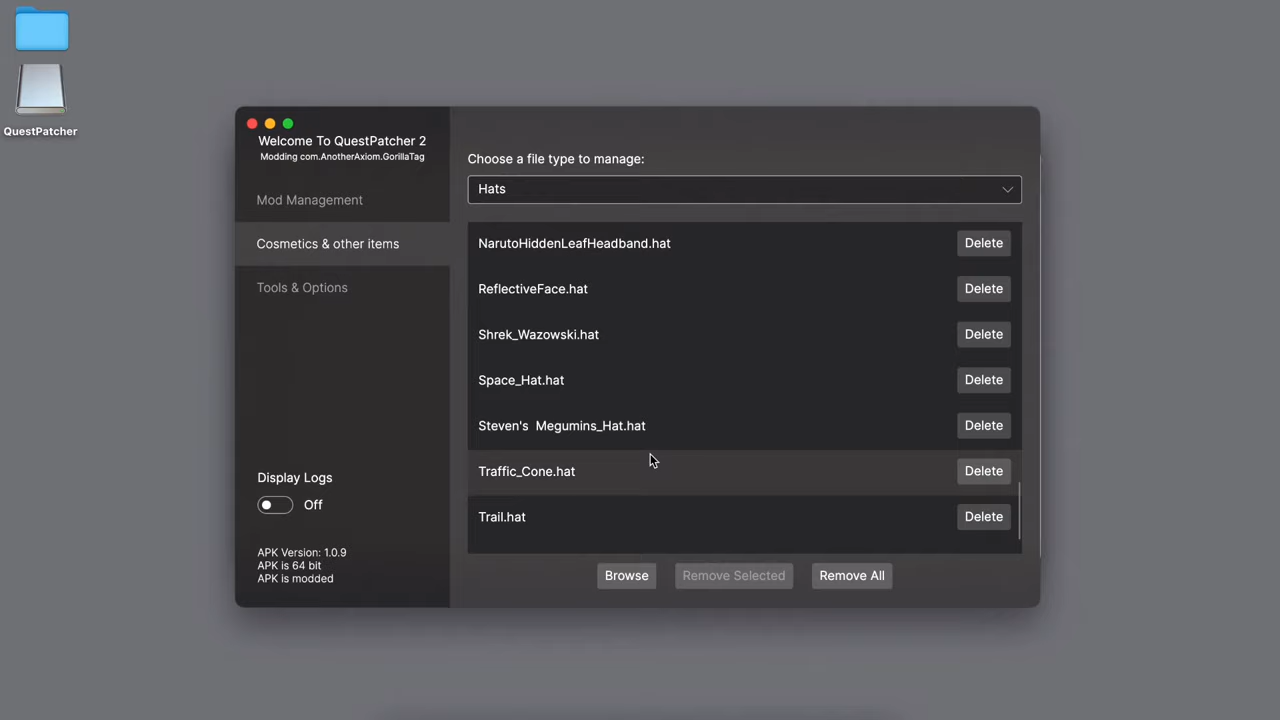 QuestPatcher
Welcome To QuestPatcher 2
Modding com.AnotherAxiom.GorillaTag
Mod Management
Cosmetics & other items
Tools & Options
Display Logs
Off
APK Version: 1.0.9
APK is 64 bit
APK is modded
Choose a file type to manage:
Hats
NarutoHiddenLeafHeadband.hat Delete
ReflectiveFace.hat Delete
Shrek_Wazowski.hat Delete
Space_Hat.hat Delete
Steven's  Megumins_Hat.hat Delete
Traffic_Cone.hat Delete
Trail.hat Delete
Browse Remove Selected Remove All